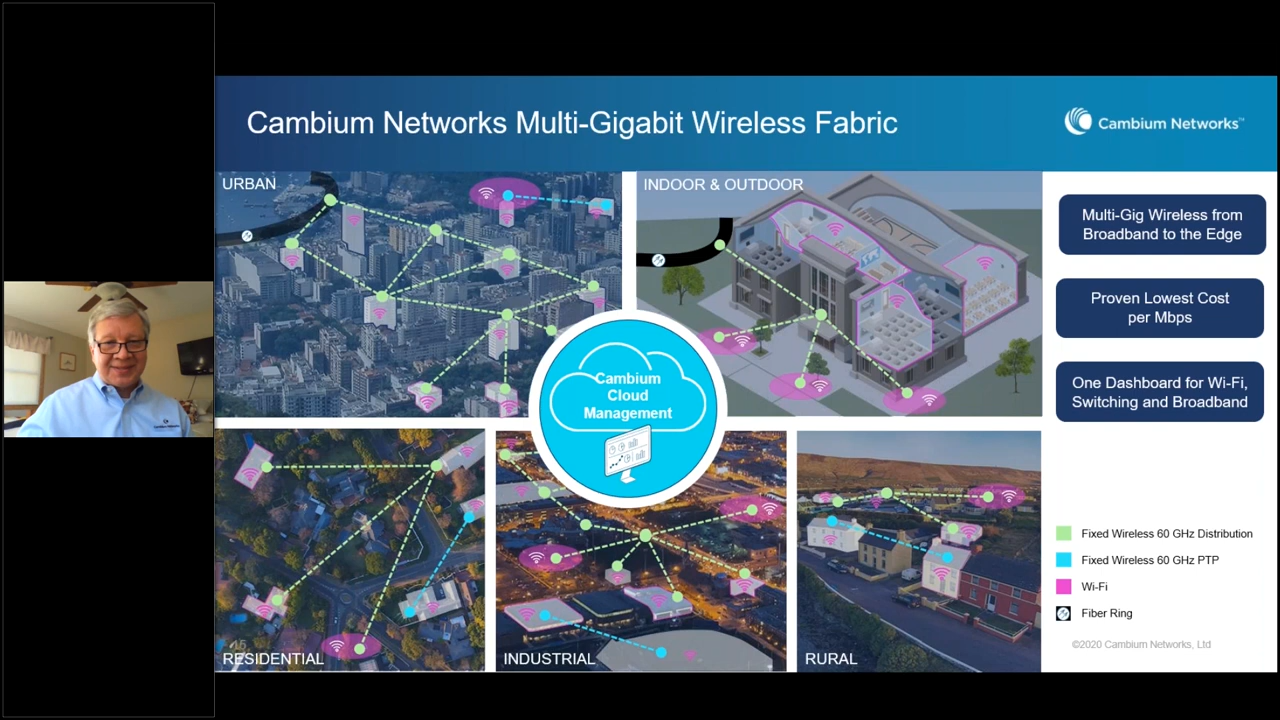 Cambium Networks Multi-Gigabit Wireless Fabric
Cambium Networks™
URBAN
INDOOR & OUTDOOR
Cambium
Cloud
Management
RESIDENTIAL
INDUSTRIAL
RURAL
Multi-Gig Wireless from
Broadband to the Edge
Proven Lowest Cost
per Mbps
One Dashboard for Wi-Fi,
Switching and Broadband
Fixed Wireless 60 GHz Distribution
Fixed Wireless 60 GHz PTP
Wi-Fi
Fiber Ring
©2020 Cambium Networks, Ltd